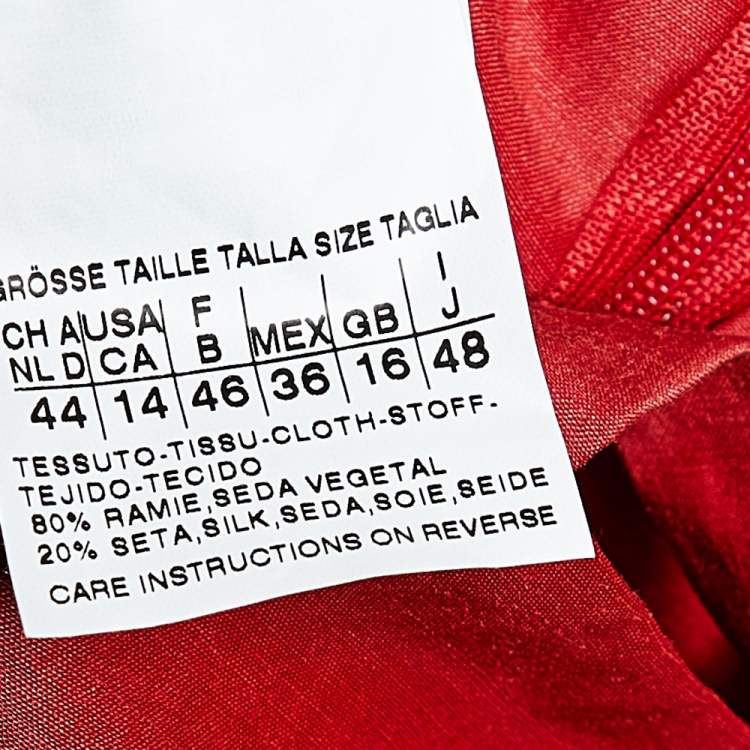 GRÖSSE TAILLE TALLA SIZE TAGLIA
CH A USA F MEX GB I
NL D CA B J
44 14 46 36 16 48
TESSUTO-TISSU-CLOTH-STOFF-
TEJIDO-TECIDO
80% RAMIE,SEDA VEGETAL
20% SETA,SILK,SEDA,SOIE,SEIDE
CARE INSTRUCTIONS ON REVERSE